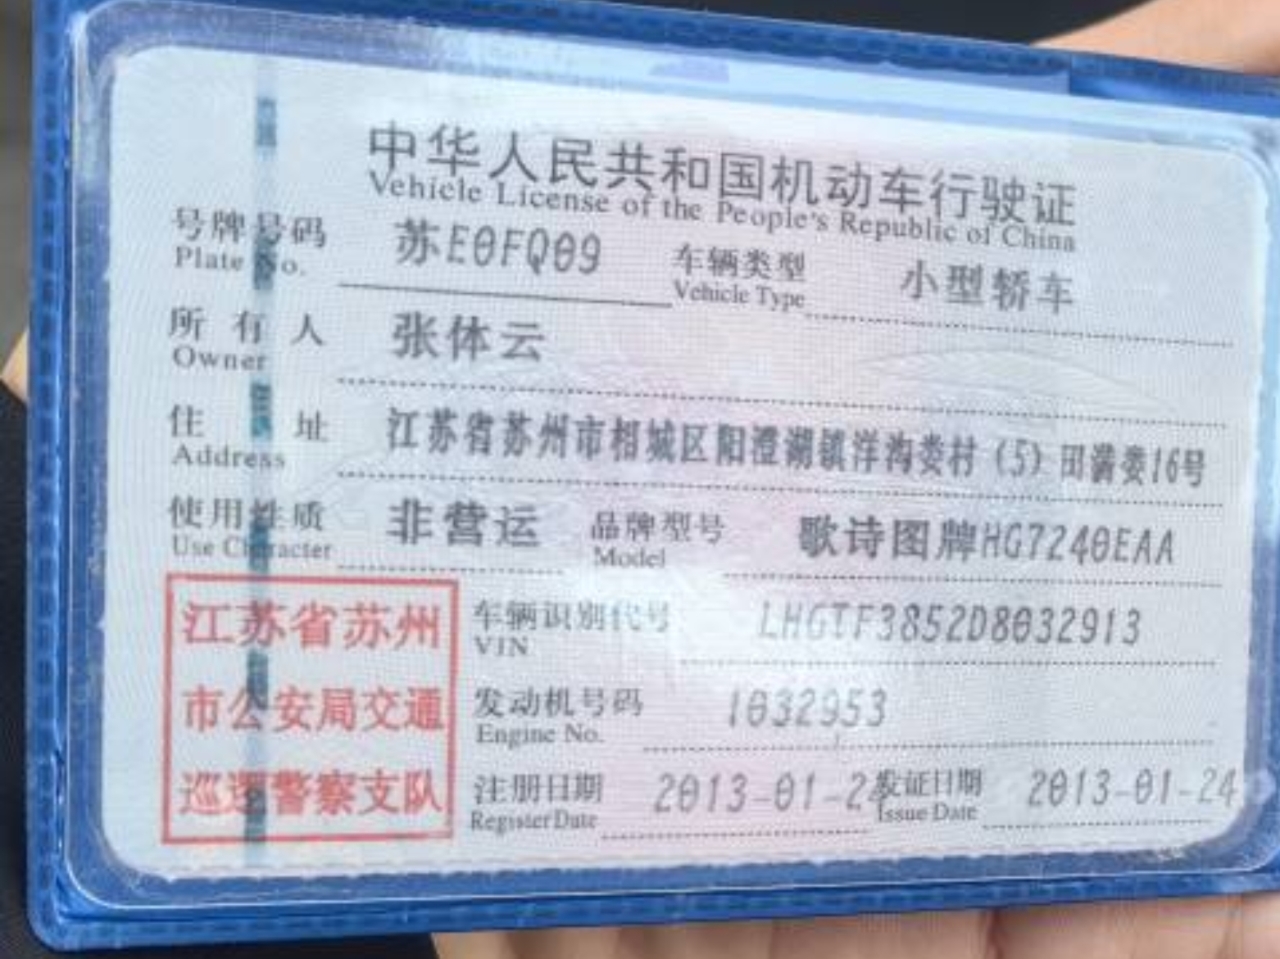 中华人民共和国机动车行驶证
Vehicle License of the People's Republic of China
号牌号码 苏E0FQ09 车辆类型 小型轿车
Plate No. Vehicle Type
所有人 张体云
Owner
住址 江苏省苏州市相城区阳澄湖镇洋沟娄村(5)田满娄16号
Address
使用性质 非营运 品牌型号 歌诗图牌HG7240EAA
Use Character Model
江苏省苏州
市公安局交通
巡逻警察支队
车辆识别代号 LHGTF3852D8032913
VIN
发动机号码 1032953
Engine No.
注册日期 2013-01-24 发证日期 2013-01-24
Register Date Issue Date